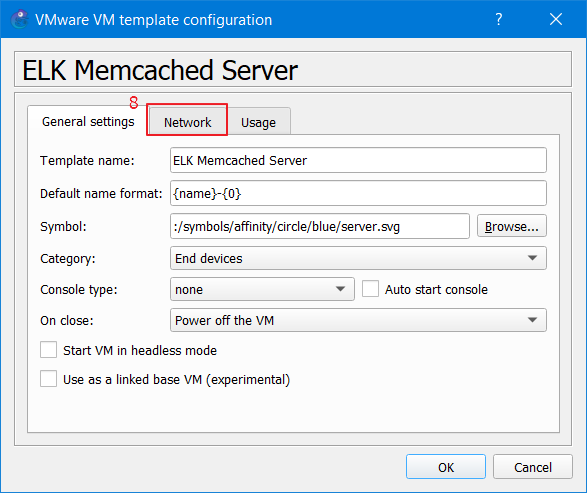 VMware VM template configuration
ELK Memcached Server
8
General settings Network Usage
Template name: ELK Memcached Server
Default name format: {name}-{0}
Symbol: :/symbols/affinity/circle/blue/server.svg Browse...
Category: End devices
Console type: none Auto start console
On close: Power off the VM
Start VM in headless mode
Use as a linked base VM (experimental)
OK Cancel